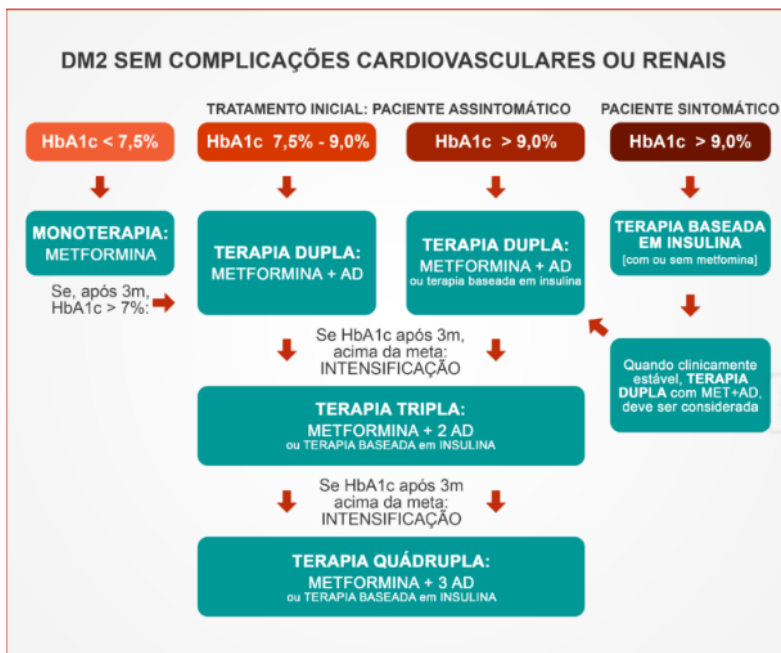 DM2 SEM COMPLICAÇÕES CARDIOVASCULARES OU RENAIS
TRATAMENTO INICIAL: PACIENTE ASSINTOMÁTICO
PACIENTE SINTOMÁTICO
HbA1c < 7,5%
HbA1c 7,5% - 9,0%
HbA1c > 9,0%
HbA1c > 9,0%
MONOTERAPIA:
METFORMINA
Se, após 3m,
HbA1c > 7%:
TERAPIA DUPLA:
METFORMINA + AD
TERAPIA DUPLA:
METFORMINA + AD
ou terapia baseada em insulina
TERAPIA BASEADA
EM INSULINA
[com ou sem metfomina]
Quando clinicamente
estável, TERAPIA
DUPLA com MET+AD,
deve ser considerada
Se HbA1c após 3m,
acima da meta:
INTENSIFICAÇÃO
TERAPIA TRIPLA:
METFORMINA + 2 AD
ou TERAPIA BASEADA em INSULINA
Se HbA1c após 3m
acima da meta:
INTENSIFICAÇÃO
TERAPIA QUÁDRUPLA:
METFORMINA + 3 AD
ou TERAPIA BASEADA em INSULINA